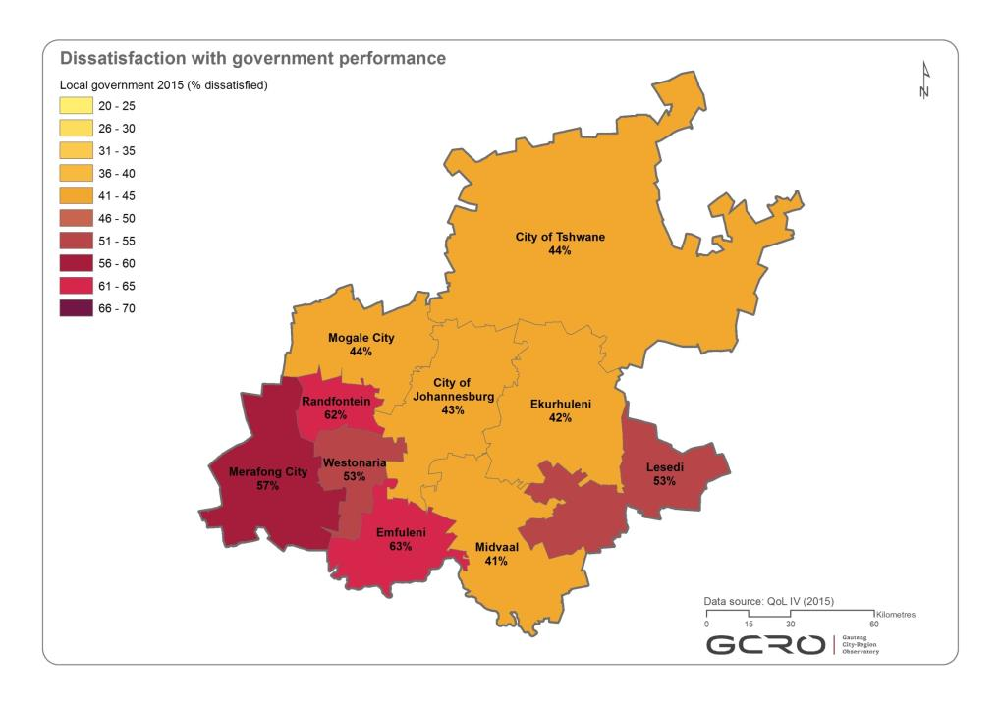 Dissatisfaction with government performance
Local government 2015 (% dissatisfied)
20 - 25
26 - 30
31 - 35
36 - 40
41 - 45
46 - 50
51 - 55
56 - 60
61 - 65
66 - 70
N
City of Tshwane
44%
Mogale City
44%
City of
Johannesburg
43%
Ekurhuleni
42%
Randfontein
62%
Westonaria
53%
Merafong City
57%
Lesedi
53%
Emfuleni
63%
Midvaal
41%
Data source: QoL IV (2015)
Kilometres
0 15 30 60
GCRO
Gauteng
City-Region
Observatory